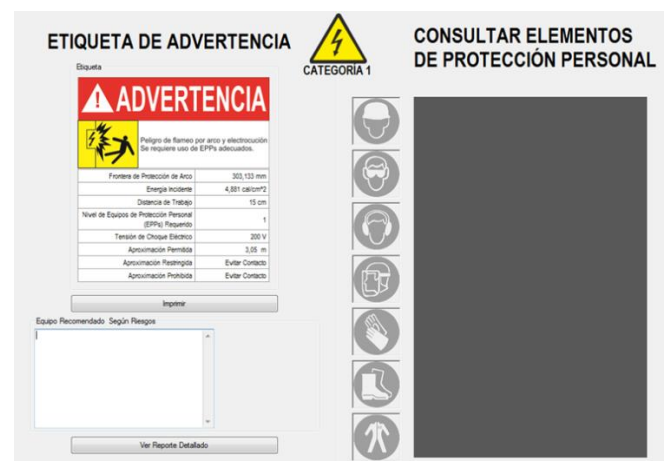 ETIQUETA DE ADVERTENCIA
CATEGORÍA 1
CONSULTAR ELEMENTOS
DE PROTECCIÓN PERSONAL
Etiqueta
ADVERTENCIA
Peligro de flameo por arco y electrocución
Se requiere uso de EPPs adecuados.
Frontera de Protección de Arco 303,133 mm
Energía Incidente 4,881 cal/cm^2
Distancia de Trabajo 15 cm
Nivel de Equipos de Protección Personal
(EPPs) Requerido 1
Tensión de Choque Eléctrico 200 V
Aproximación Permitida 3,05 m
Aproximación Restringida Evitar Contacto
Aproximación Prohibida Evitar Contacto
Imprimir
Equipo Recomendado Según Riesgos
Ver Reporte Detallado